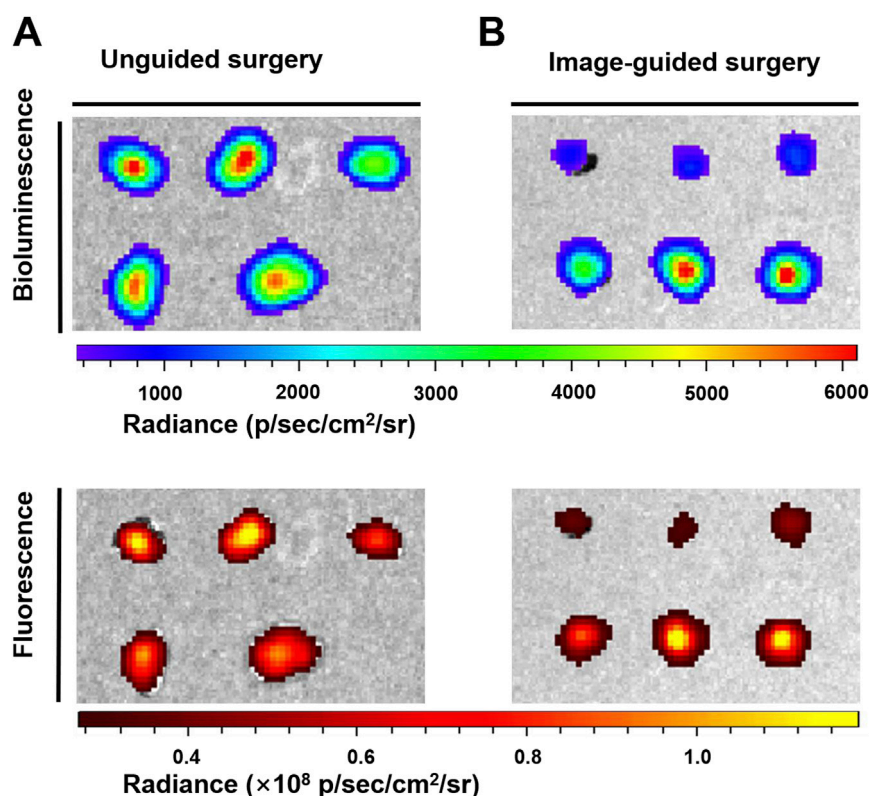 A
B
Unguided surgery
Image-guided surgery
Bioluminescence
1000 2000 3000 4000 5000 6000
Radiance (p/sec/cm²/sr)
Fluorescence
0.4 0.6 0.8 1.0
Radiance (×10⁸ p/sec/cm²/sr)